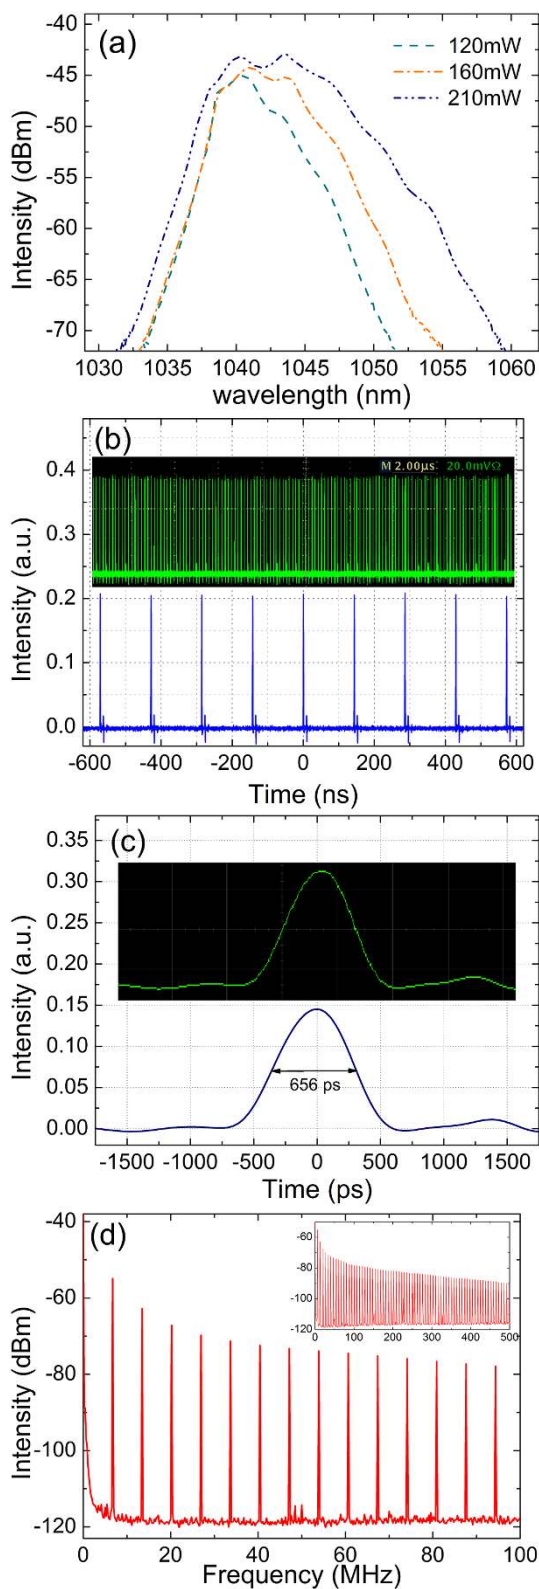 (a)
120mW
160mW
210mW
Intensity (dBm)
-40
-45
-50
-55
-60
-65
-70
1030 1035 1040 1045 1050 1055 1060
wavelength (nm)
(b)
M 2.00µs 20.0mVΩ
Intensity (a.u.)
0.4
0.3
0.2
0.1
0.0
-600 -400 -200 0 200 400 600
Time (ns)
(c)
Intensity (a.u.)
0.35
0.30
0.25
0.20
0.15
0.10
0.05
0.00
656 ps
-1500 -1000 -500 0 500 1000 1500
Time (ps)
(d)
Intensity (dBm)
-40
-60
-80
-100
-120
-60
-80
-100
-120
0 100 200 300 400 500
0 20 40 60 80 100
Frequency (MHz)